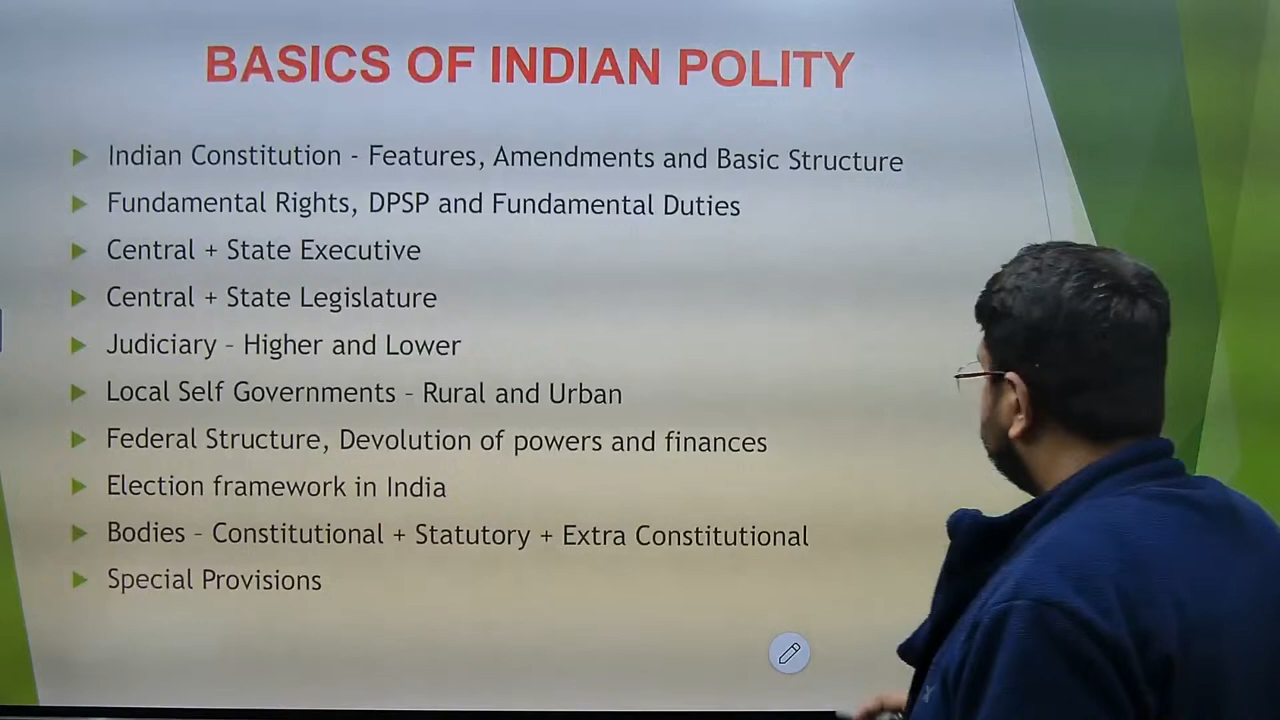 BASICS OF INDIAN POLITY
Indian Constitution - Features, Amendments and Basic Structure
Fundamental Rights, DPSP and Fundamental Duties
Central + State Executive
Central + State Legislature
Judiciary – Higher and Lower
Local Self Governments – Rural and Urban
Federal Structure, Devolution of powers and finances
Election framework in India
Bodies – Constitutional + Statutory + Extra Constitutional
Special Provisions